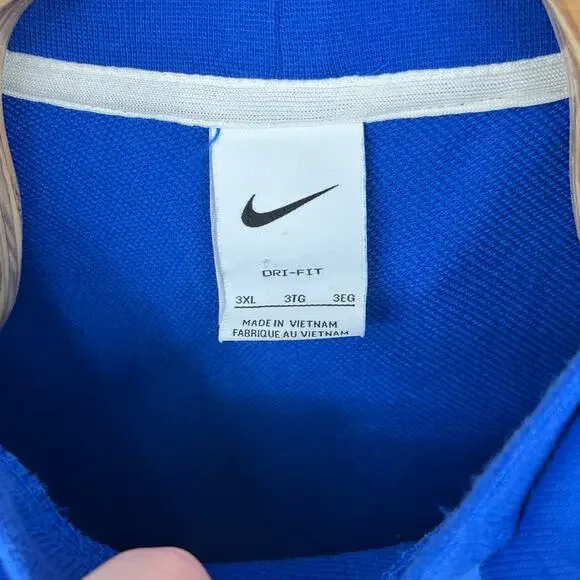 DRI-FIT
3XL 3TG 3EG
MADE IN VIETNAM
FABRIQUE AU VIETNAM